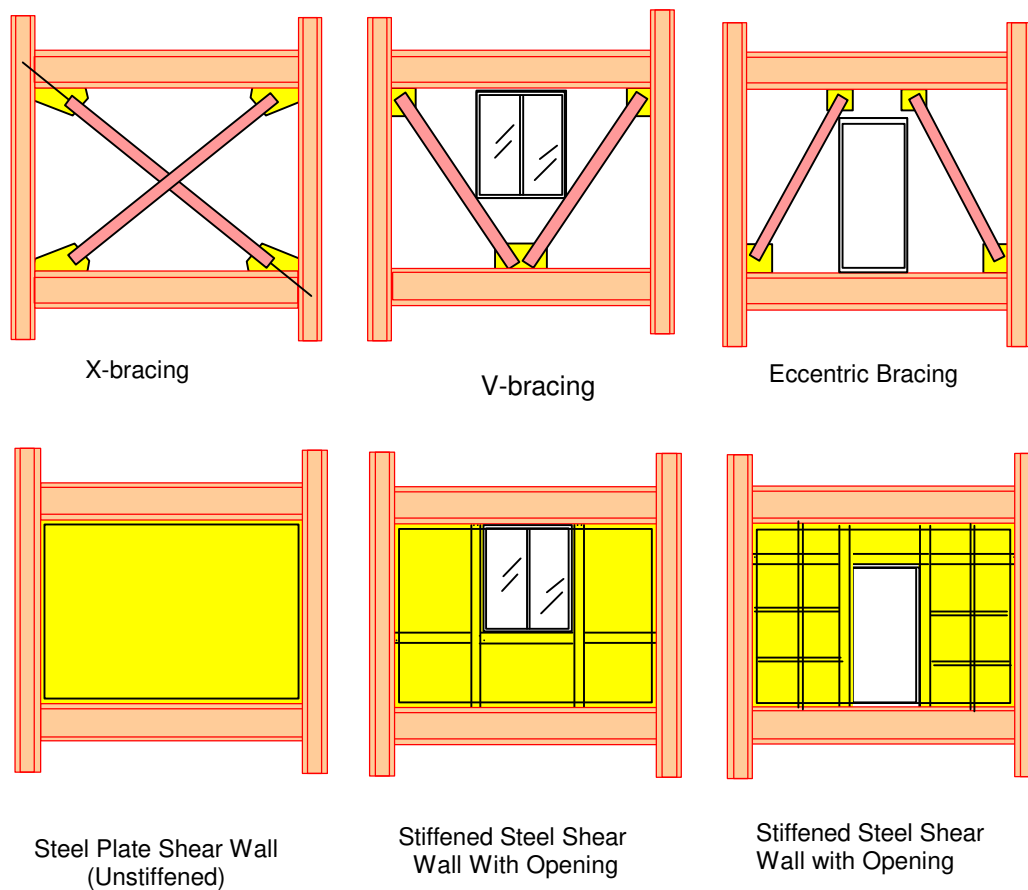 X-bracing
V-bracing
Eccentric Bracing
Steel Plate Shear Wall
(Unstiffened)
Stiffened Steel Shear
Wall With Opening
Stiffened Steel Shear
Wall with Opening